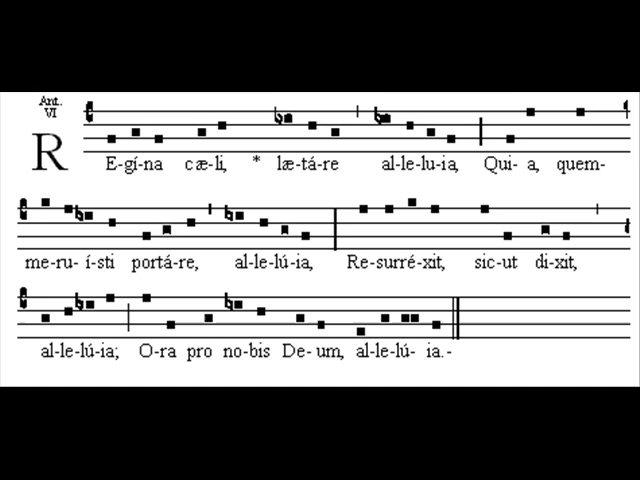 Ant.
VI
RE-gí-na cæ-li, * læ-tá-re al-le-lu-ia, Qui- a, quem-
me-ru- í-sti portá-re, al-le-lú-ia, Re-surré-xit, sic-ut di-xit,
al-le-lú-ia; O-ra pro no-bis De-um, al-le-lú- ia.-